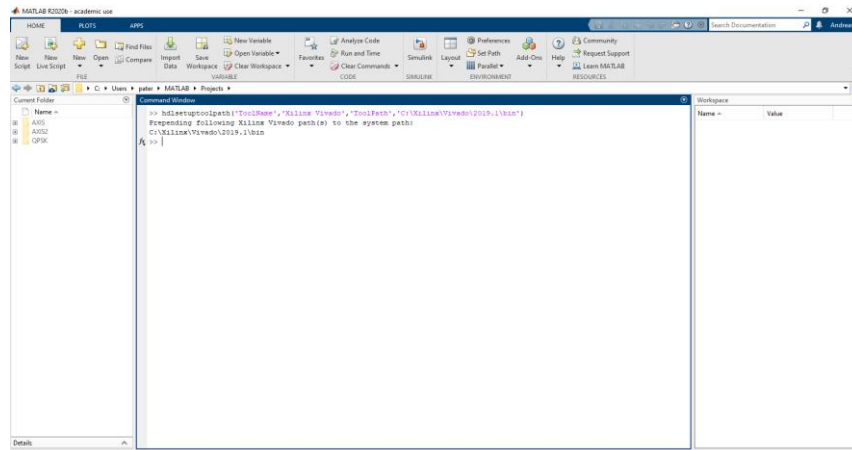 MATLAB R2020b - academic use
HOME
PLOTS
APPS
Search Documentation
Andrea
New Script
New Live Script
New
Open
Find Files
Compare
Import Data
Save Workspace
New Variable
Open Variable
Clear Workspace
Favorites
Analyze Code
Run and Time
Clear Commands
Simulink
Layout
Preferences
Set Path
Parallel
Add-Ons
Help
Community
Request Support
Learn MATLAB
FILE
VARIABLE
CODE
SIMULINK
ENVIRONMENT
RESOURCES
C: ▸ Users ▸ pater ▸ MATLAB ▸ Projects ▸
Current Folder
Name
AXIS
AXIS2
QPSK
Details
Command Window
>> hdlsetuptoolpath('ToolName','Xilinx Vivado','ToolPath','C:\Xilinx\Vivado\2019.1\bin')
Prepending following Xilinx Vivado path(s) to the system path:
C:\Xilinx\Vivado\2019.1\bin
fx >>
Workspace
Name
Value